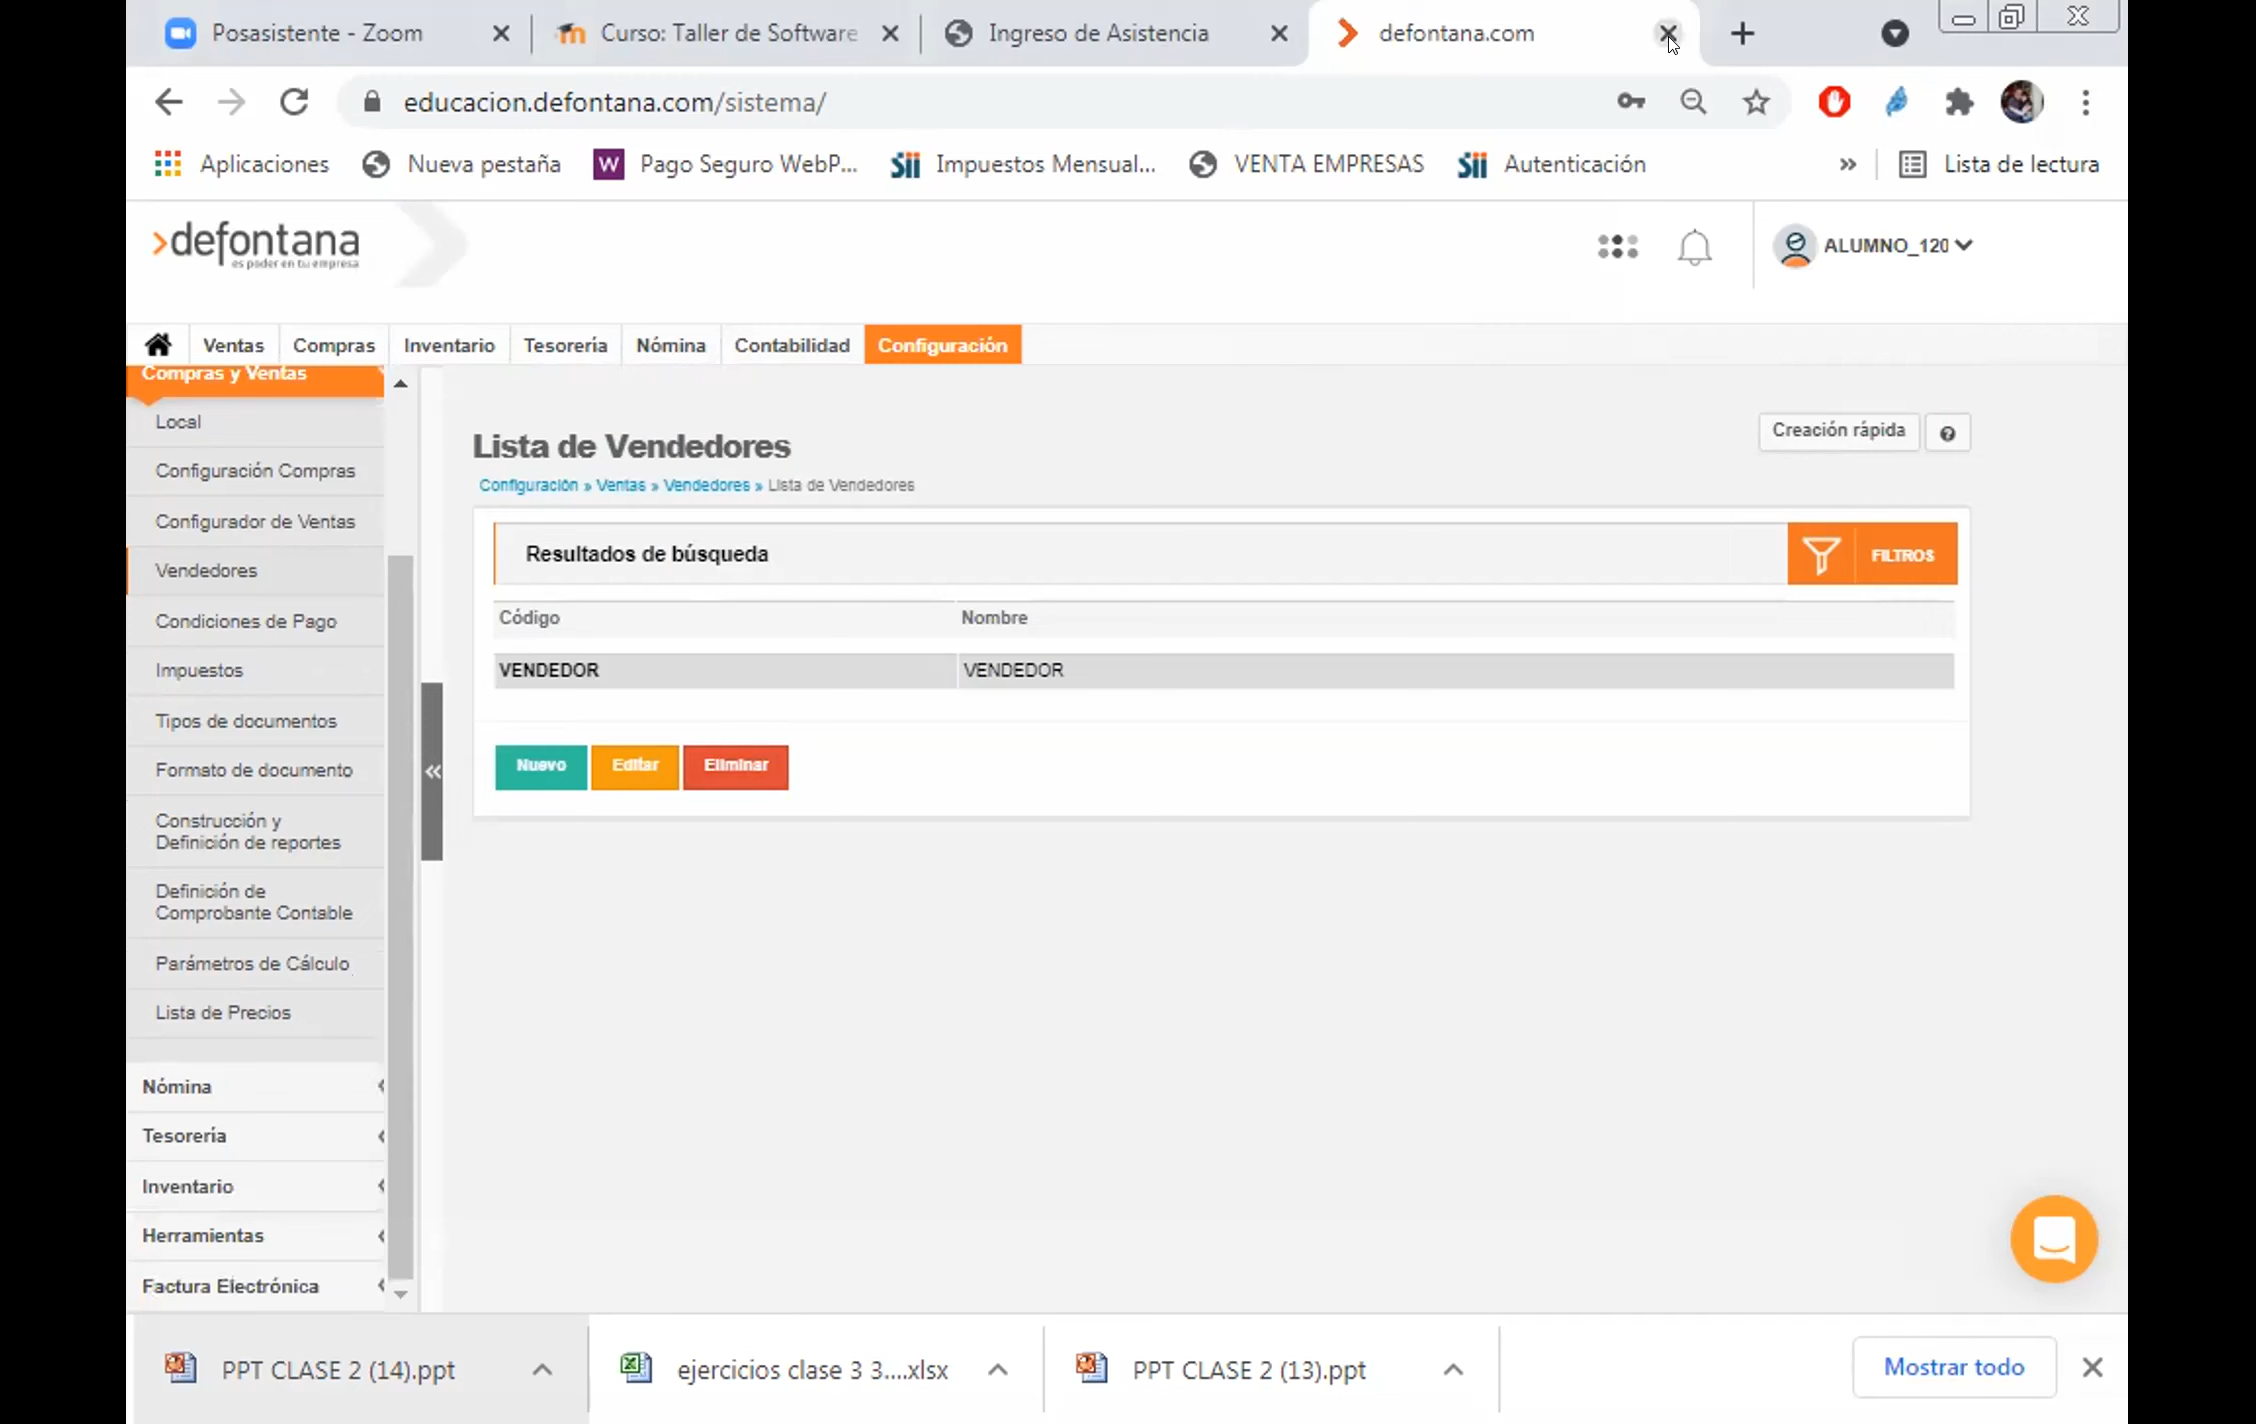 Posasistente - Zoom
Curso: Taller de Software
Ingreso de Asistencia
defontana.com
educacion.defontana.com/sistema/
Aplicaciones
Nueva pestaña
Pago Seguro WebP...
Impuestos Mensual...
VENTA EMPRESAS
Autenticación
Lista de lectura
defontana
es poder en tu empresa
ALUMNO_120
Ventas
Compras
Inventario
Tesorería
Nómina
Contabilidad
Configuración
Compras y Ventas
Local
Configuración Compras
Configurador de Ventas
Vendedores
Condiciones de Pago
Impuestos
Tipos de documentos
Formato de documento
Construcción y
Definición de reportes
Definición de
Comprobante Contable
Parámetros de Cálculo
Lista de Precios
Nómina
Tesorería
Inventario
Herramientas
Factura Electrónica
Creación rápida
Lista de Vendedores
Configuración » Ventas » Vendedores » Lista de Vendedores
Resultados de búsqueda
FILTROS
Código
Nombre
VENDEDOR
VENDEDOR
Nuevo
Editar
Eliminar
PPT CLASE 2 (14).ppt
ejercicios clase 3 3....xlsx
PPT CLASE 2 (13).ppt
Mostrar todo